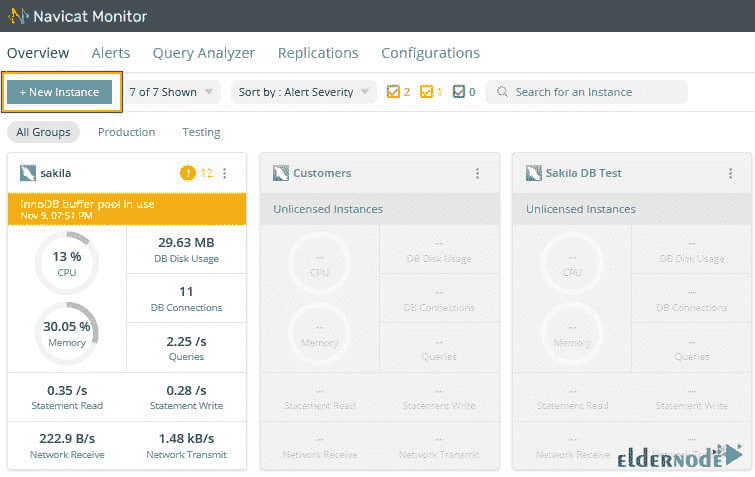 Navicat Monitor
Overview Alerts Query Analyzer Replications Configurations
+ New Instance 7 of 7 Shown Sort by : Alert Severity 2 1 0 Search for an Instance
All Groups Production Testing
sakila 12 Customers Sakila DB Test
InnoDB buffer pool in use Unlicensed Instances Unlicensed Instances
Nov 9, 07:51 PM
13 % 29.63 MB -- -- -- --
CPU DB Disk Usage CPU DB Disk Usage CPU DB Disk Usage
11 -- --
DB Connections DB Connections DB Connections
30.05 % 2.25 /s -- -- -- --
Memory Queries Memory Queries Memory Queries
0.35 /s 0.28 /s -- -- -- --
Statement Read Statement Write Statement Read Statement Write Statement Read Statement Write
222.9 B/s 1.48 kB/s -- -- -- --
Network Receive Network Transmit Network Receive Network Transmit Network Receive Network Transmit
ELDERNODE